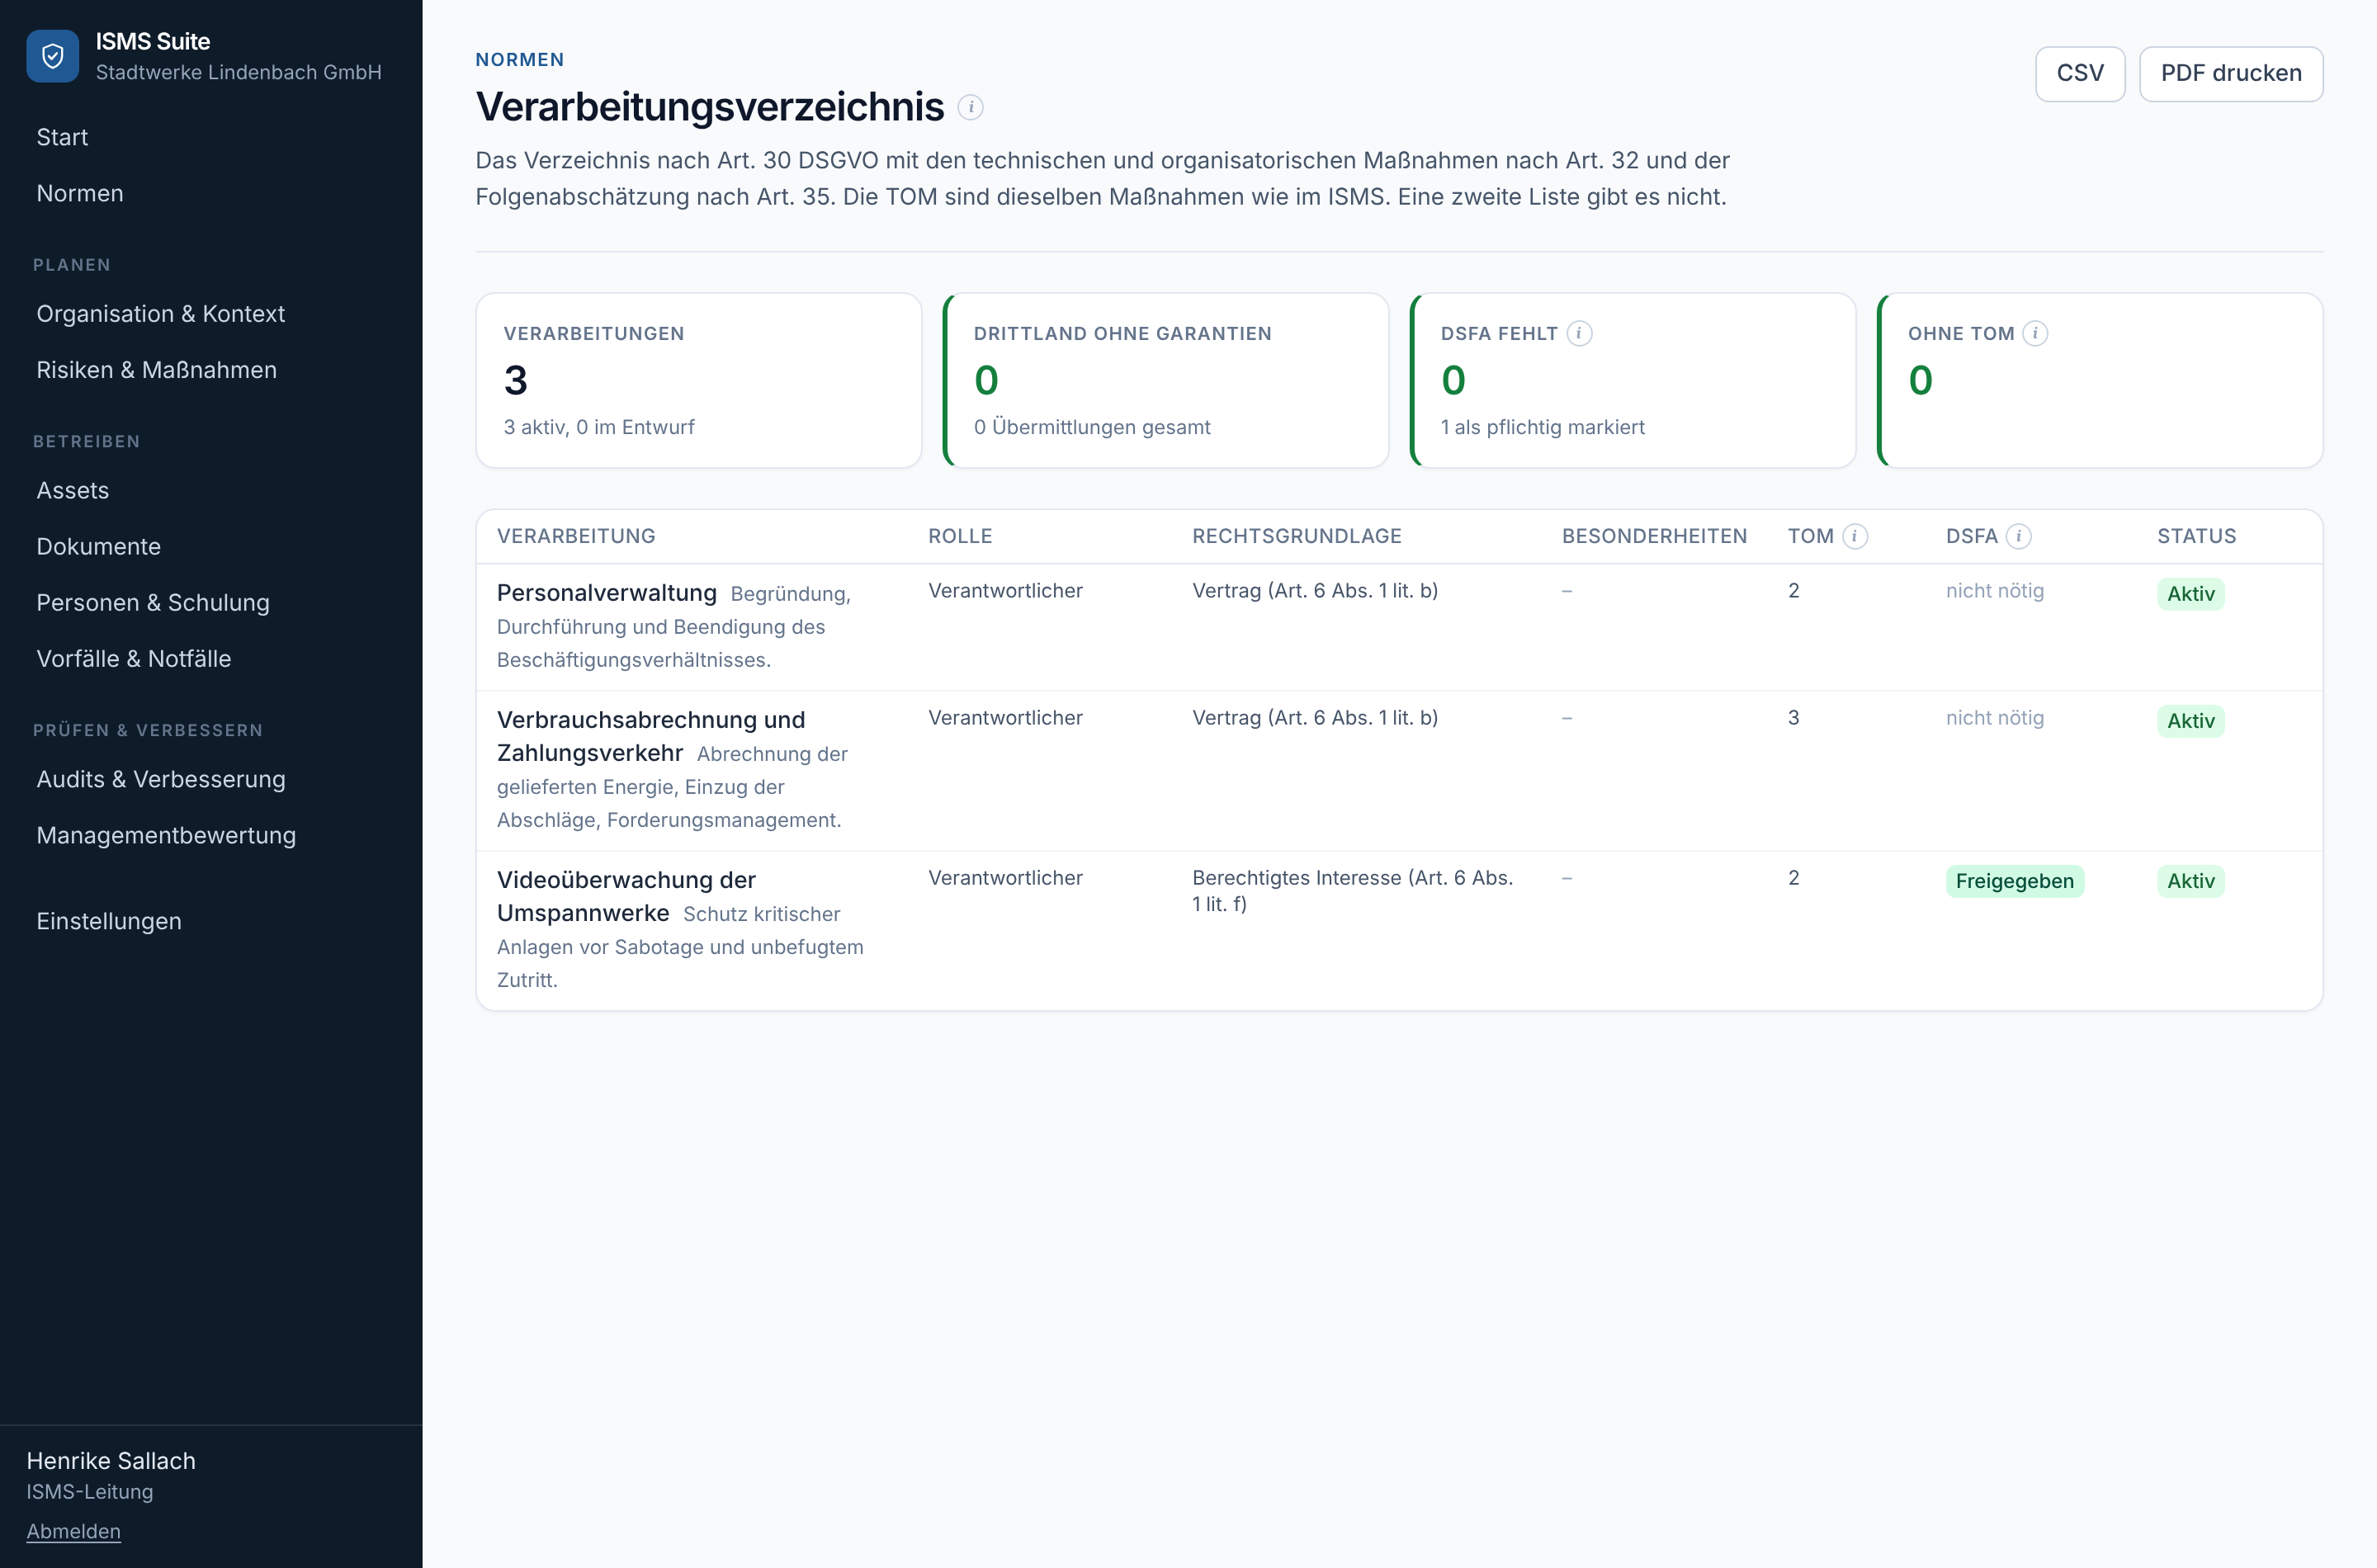 ISMS Suite
Stadtwerke Lindenbach GmbH
Start
Normen
PLANEN
Organisation & Kontext
Risiken & Maßnahmen
BETREIBEN
Assets
Dokumente
Personen & Schulung
Vorfälle & Notfälle
PRÜFEN & VERBESSERN
Audits & Verbesserung
Managementbewertung
Einstellungen
Henrike Sallach
ISMS-Leitung
Abmelden
NORMEN
Verarbeitungsverzeichnis i
Das Verzeichnis nach Art. 30 DSGVO mit den technischen und organisatorischen Maßnahmen nach Art. 32 und der
Folgenabschätzung nach Art. 35. Die TOM sind dieselben Maßnahmen wie im ISMS. Eine zweite Liste gibt es nicht.
CSV
PDF drucken
VERARBEITUNGEN
3
3 aktiv, 0 im Entwurf
DRITTLAND OHNE GARANTIEN
0
0 Übermittlungen gesamt
DSFA FEHLT i
0
1 als pflichtig markiert
OHNE TOM i
0
VERARBEITUNG ROLLE RECHTSGRUNDLAGE BESONDERHEITEN TOM i DSFA i STATUS
Personalverwaltung Begründung,
Durchführung und Beendigung des
Beschäftigungsverhältnisses.
Verantwortlicher
Vertrag (Art. 6 Abs. 1 lit. b)
–
2
nicht nötig
Aktiv
Verbrauchsabrechnung und
Zahlungsverkehr Abrechnung der
gelieferten Energie, Einzug der
Abschläge, Forderungsmanagement.
Verantwortlicher
Vertrag (Art. 6 Abs. 1 lit. b)
–
3
nicht nötig
Aktiv
Videoüberwachung der
Umspannwerke Schutz kritischer
Anlagen vor Sabotage und unbefugtem
Zutritt.
Verantwortlicher
Berechtigtes Interesse (Art. 6 Abs.
1 lit. f)
–
2
Freigegeben
Aktiv